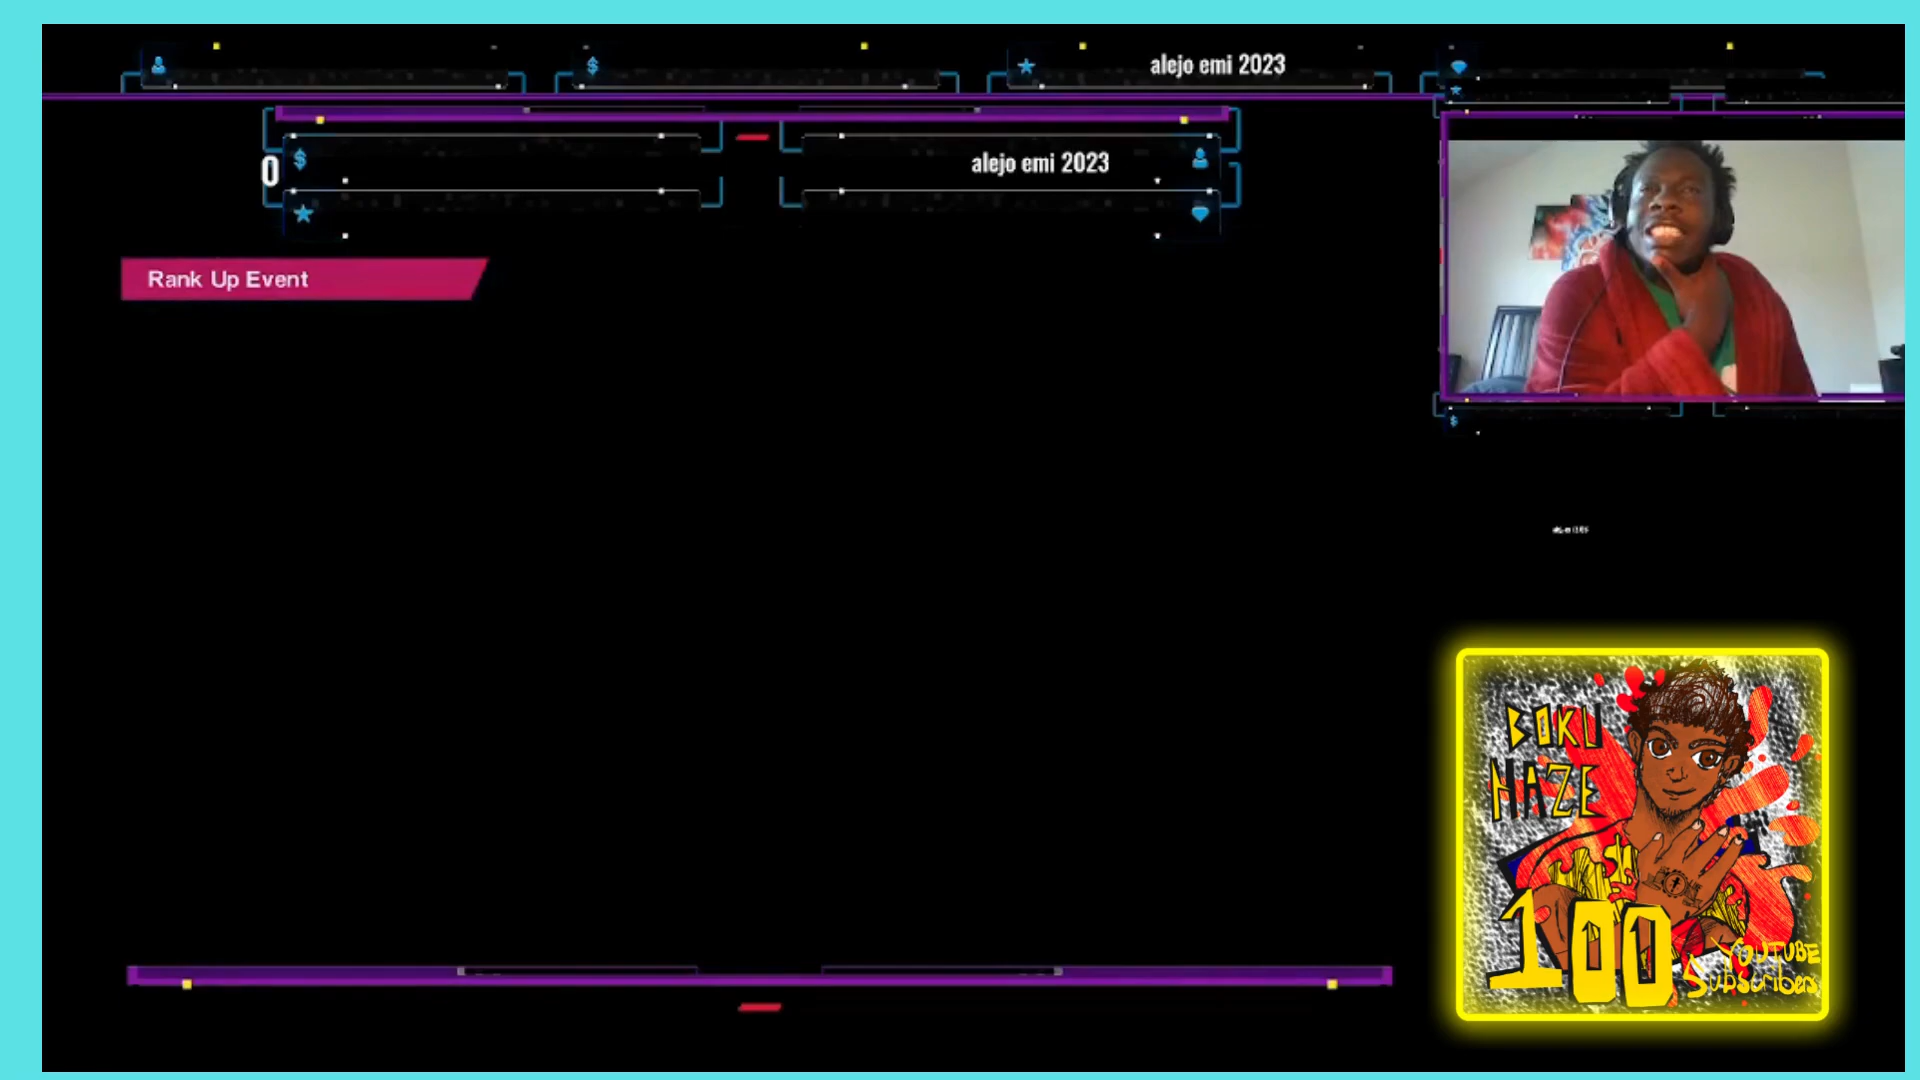 alejo emi 2023
0
alejo emi 2023
Rank Up Event
BOKU
HAZE
100
YOUTUBE
Subscribers